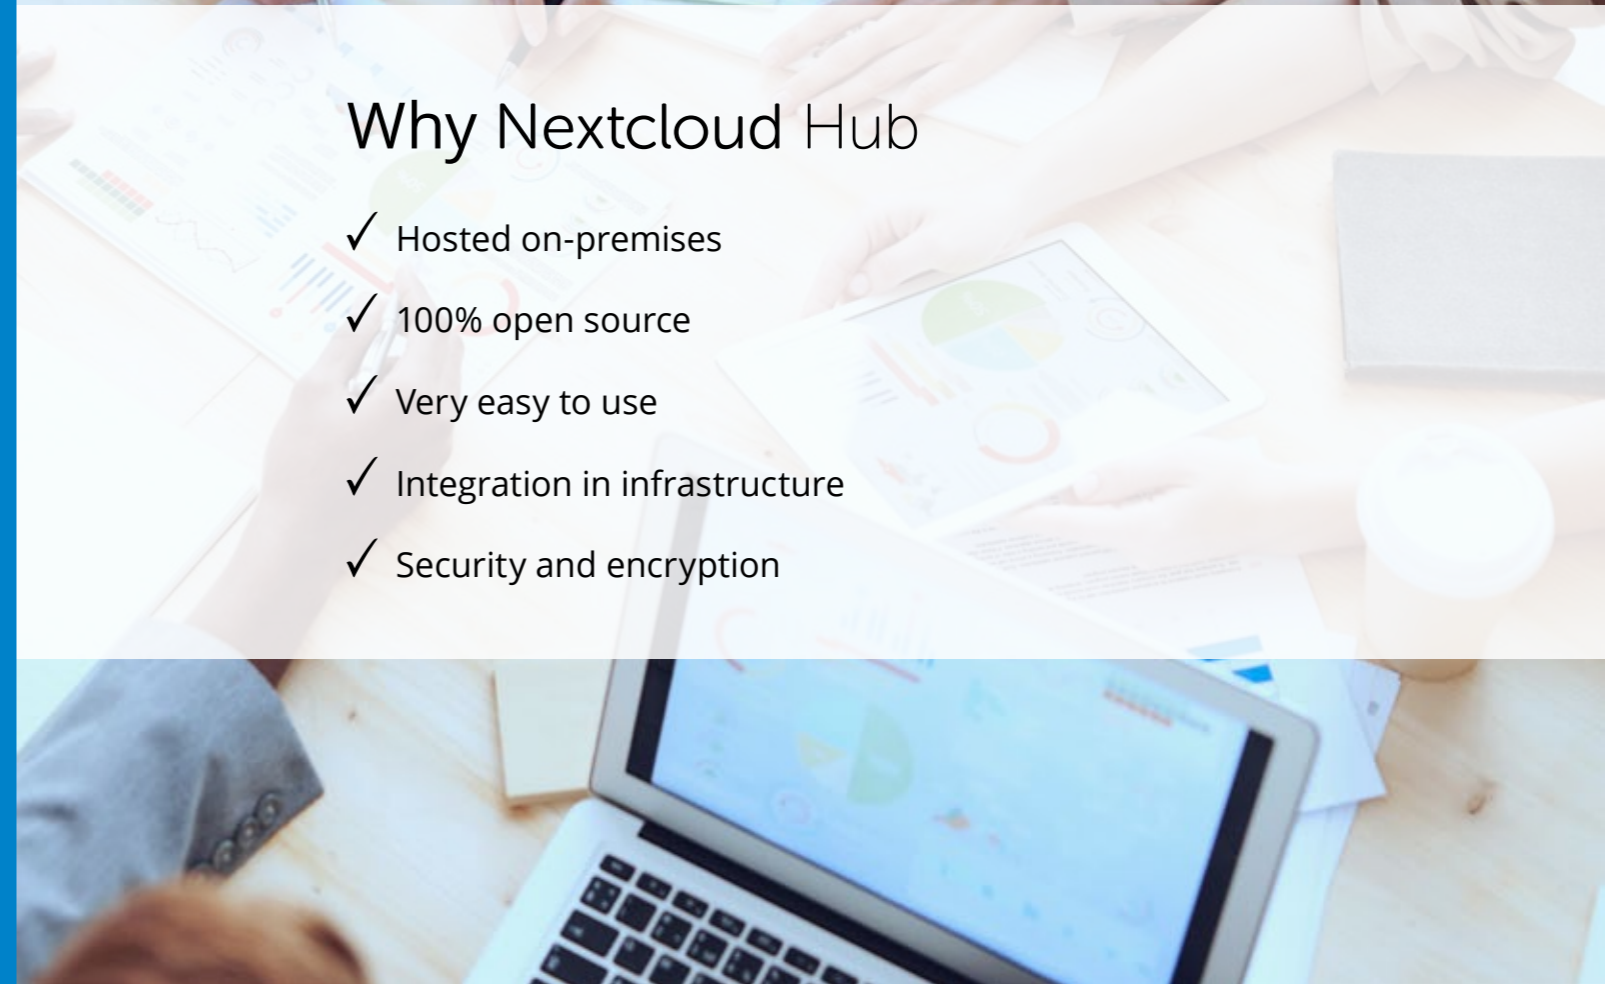 Why Nextcloud Hub
✓ Hosted on-premises
✓ 100% open source
✓ Very easy to use
✓ Integration in infrastructure
✓ Security and encryption